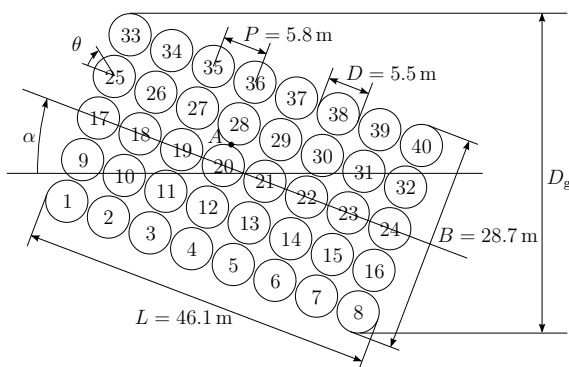 33 34 35 36 37 38 39 40
25 26 27 28 29 30 31 32
17 18 19 20 21 22 23 24
9 10 11 12 13 14 15 16
1 2 3 4 5 6 7 8
θ
P = 5.8 m
D = 5.5 m
A
α
D_g
B = 28.7 m
L = 46.1 m